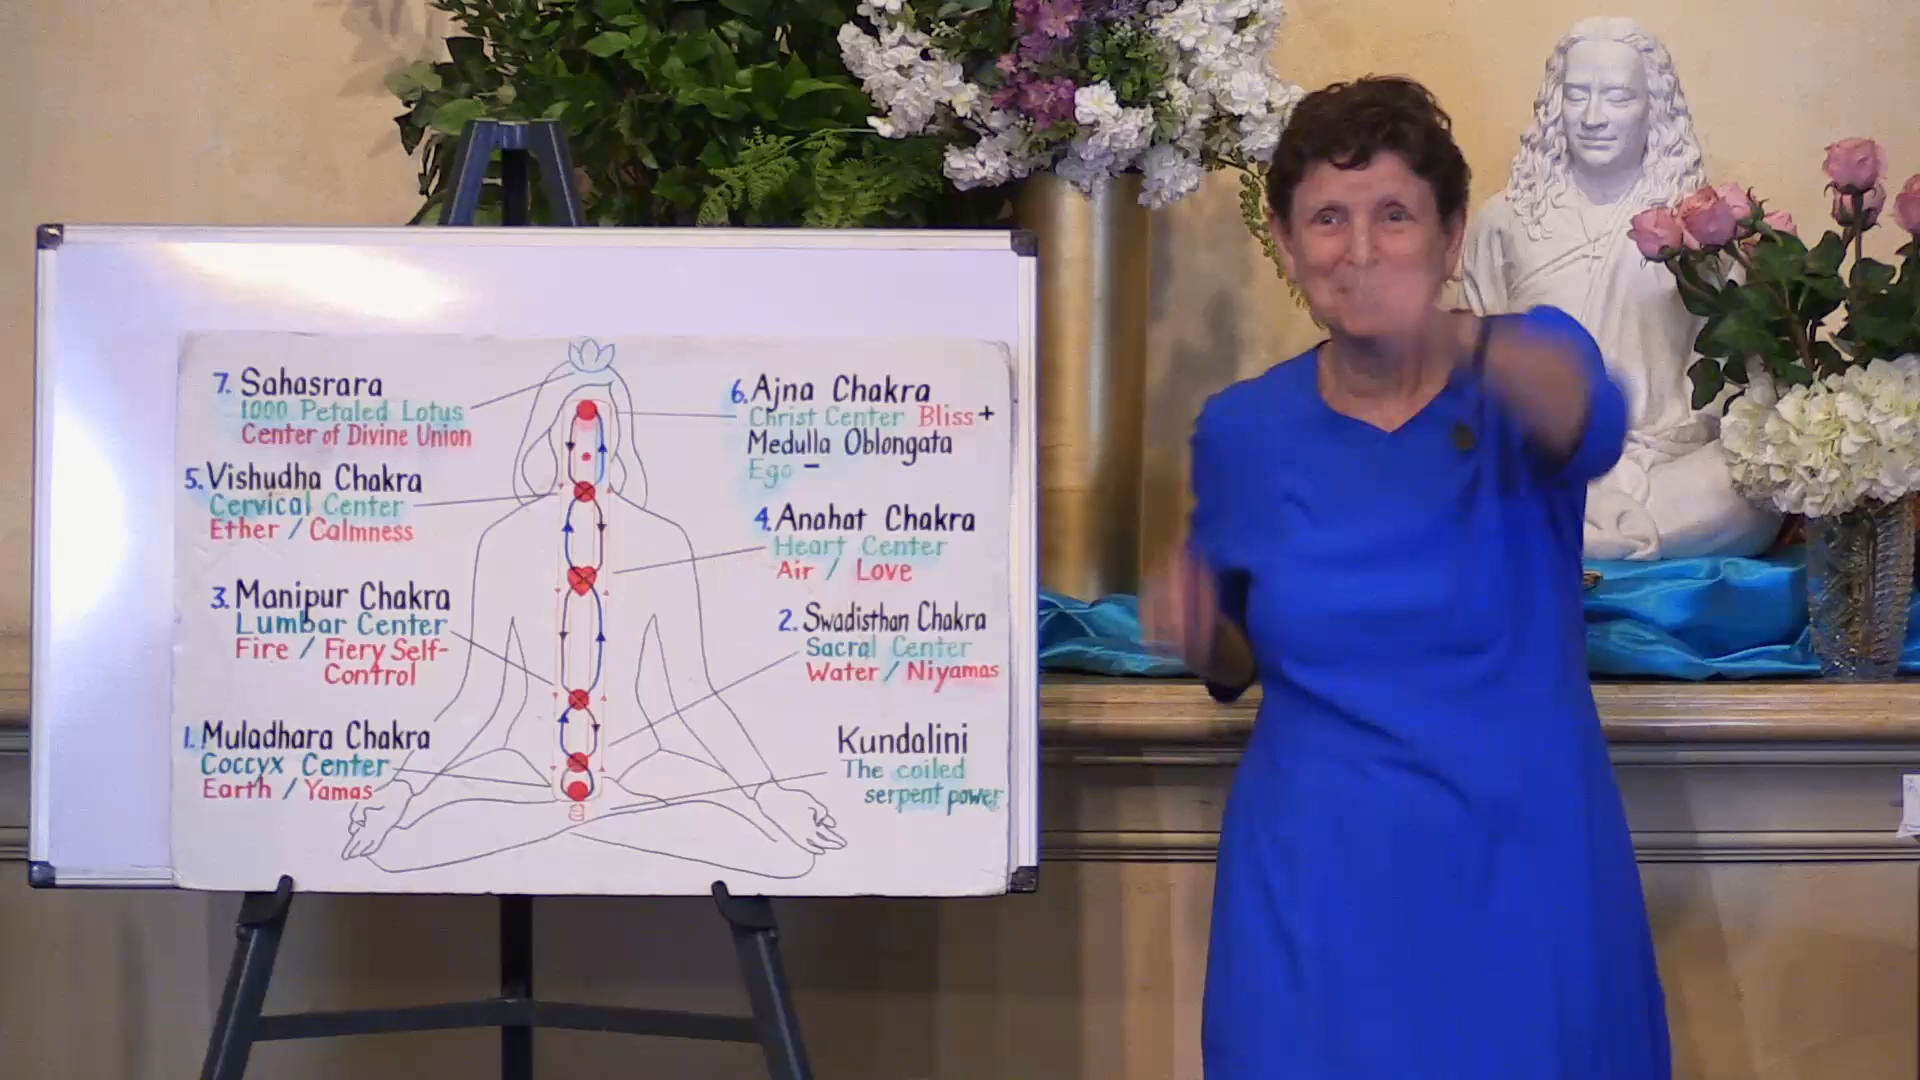 7. Sahasrara
1000 Petaled Lotus
Center of Divine Union
5. Vishudha Chakra
Cervical Center
Ether / Calmness
3. Manipur Chakra
Lumbar Center
Fire / Fiery Self-
Control
1. Muladhara Chakra
Coccyx Center
Earth / Yamas
6. Ajna Chakra
Christ Center Bliss +
Medulla Oblongata
Ego –
4. Anahat Chakra
Heart Center
Air / Love
2. Swadisthan Chakra
Sacral Center
Water / Niyamas
Kundalini
The coiled
serpent power